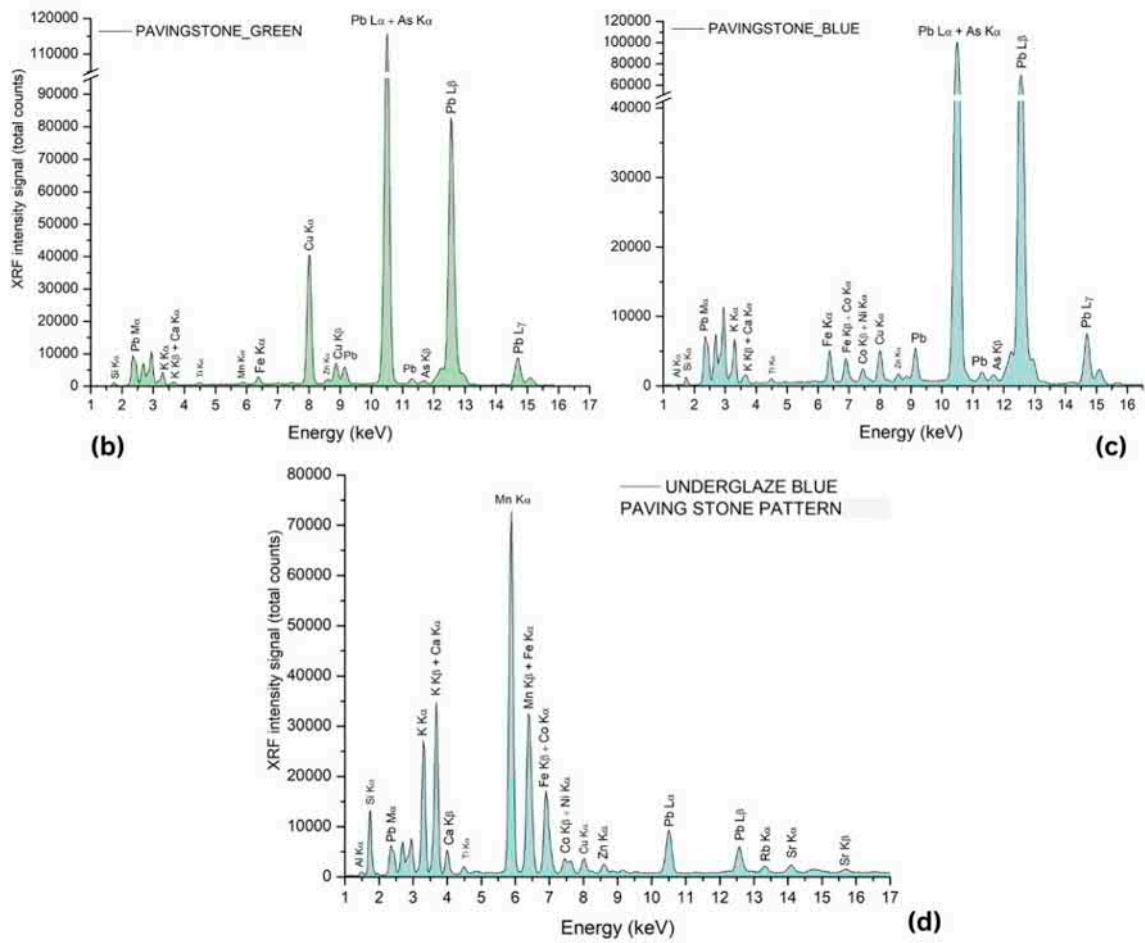 PAVINGSTONE_GREEN
Pb Lα + As Kα
Pb Lβ
Cu Kα
Pb Mα
Si Kα
K Kα
K Kβ + Ca Kα
Ti Kα
Mn Kα
Fe Kα
Zn Kα
Cu Kβ
Pb
Pb
As Kβ
Pb Lγ
XRF intensity signal (total counts)
120000
115000
110000
100000
90000
80000
70000
60000
50000
40000
30000
20000
10000
0
1 2 3 4 5 6 7 8 9 10 11 12 13 14 15 16 17
Energy (keV)
(b)
PAVINGSTONE_BLUE
Pb Lα + As Kα
Pb Lβ
Al Kα
Si Kα
Pb Mα
K Kα
K Kβ + Ca Kα
Ti Kα
Fe Kα
Fe Kβ + Co Kα
Co Kβ + Ni Kα
Cu Kα
Zn Kα
Pb
Pb
As Kβ
Pb Lγ
120000
100000
80000
60000
40000
30000
20000
10000
0
1 2 3 4 5 6 7 8 9 10 11 12 13 14 15 16
Energy (keV)
(c)
UNDERGLAZE BLUE
PAVING STONE PATTERN
Mn Kα
Al Kα
Si Kα
Pb Mα
K Kα
K Kβ + Ca Kα
Ca Kβ
Ti Kα
Mn Kβ + Fe Kα
Fe Kβ + Co Kα
Co Kβ + Ni Kα
Cu Kα
Zn Kα
Pb Lα
Pb Lβ
Rb Kα
Sr Kα
Sr Kβ
XRF intensity signal (total counts)
80000
70000
60000
50000
40000
30000
20000
10000
0
1 2 3 4 5 6 7 8 9 10 11 12 13 14 15 16 17
Energy (keV)
(d)